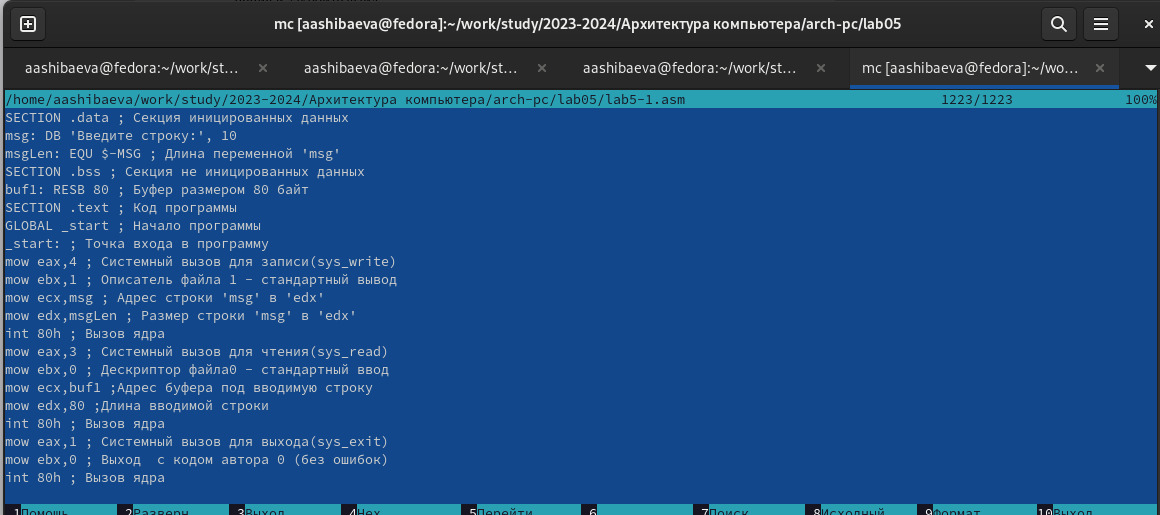 mc [aashibaeva@fedora]:~/work/study/2023-2024/Архитектура компьютера/arch-pc/lab05
aashibaeva@fedora:~/work/st... aashibaeva@fedora:~/work/st... aashibaeva@fedora:~/work/st... mc [aashibaeva@fedora]:~/wo...
/home/aashibaeva/work/study/2023-2024/Архитектура компьютера/arch-pc/lab05/lab5-1.asm 1223/1223 100%
SECTION .data ; Секция иницированных данных
msg: DB 'Введите строку:', 10
msgLen: EQU $-MSG ; Длина переменной 'msg'
SECTION .bss ; Секция не иницированных данных
buf1: RESB 80 ; Буфер размером 80 байт
SECTION .text ; Код программы
GLOBAL _start ; Начало программы
_start: ; Точка входа в программу
mow eax,4 ; Системный вызов для записи(sys_write)
mow ebx,1 ; Описатель файла 1 - стандартный вывод
mow ecx,msg ; Адрес строки 'msg' в 'edx'
mow edx,msgLen ; Размер строки 'msg' в 'edx'
int 80h ; Вызов ядра
mow eax,3 ; Системный вызов для чтения(sys_read)
mow ebx,0 ; Дескриптор файла0 - стандартный ввод
mow ecx,buf1 ;Адрес буфера под вводимую строку
mow edx,80 ;Длина вводимой строки
int 80h ; Вызов ядра
mow eax,1 ; Системный вызов для выхода(sys_exit)
mow ebx,0 ; Выход  с кодом автора 0 (без ошибок)
int 80h ; Вызов ядра
1Помощь 2Разверн 3Выход 4Hex 5Перейти 6 7Поиск 8Исходный 9Формат 10Выход